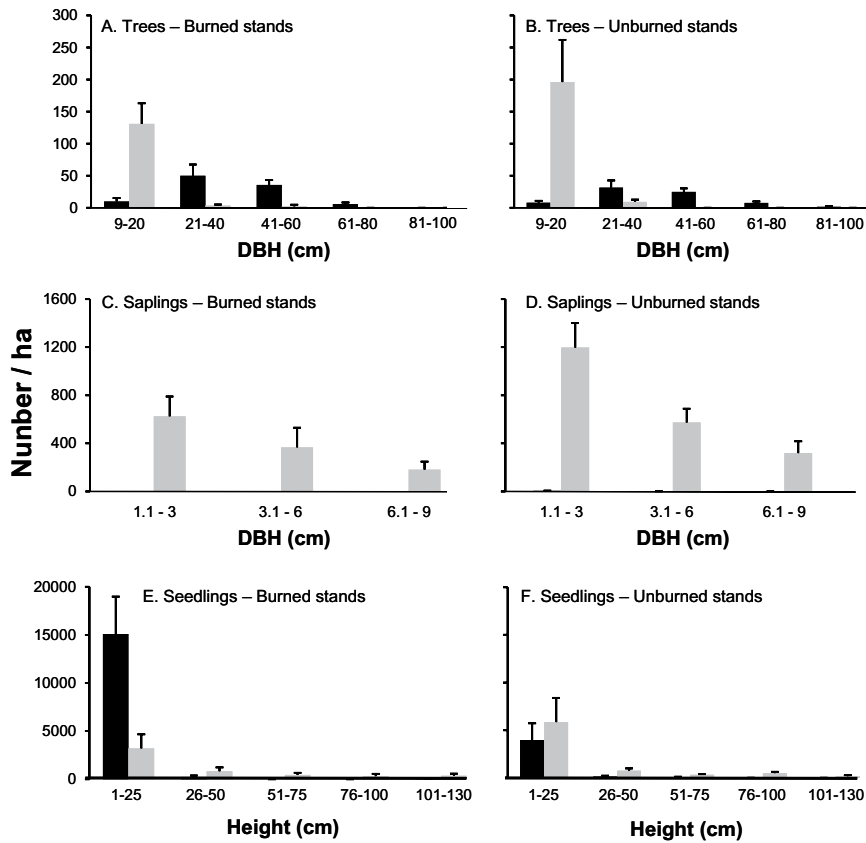 A. Trees – Burned stands
300
250
200
150
100
50
0
9-20 21-40 41-60 61-80 81-100
DBH (cm)
B. Trees – Unburned stands
9-20 21-40 41-60 61-80 81-100
DBH (cm)
Nunber / ha
C. Saplings – Burned stands
1600
1200
800
400
0
1.1 - 3 3.1 - 6 6.1 - 9
DBH (cm)
D. Saplings – Unburned stands
1.1 - 3 3.1 - 6 6.1 - 9
DBH (cm)
E. Seedlings – Burned stands
20000
15000
10000
5000
0
1-25 26-50 51-75 76-100 101-130
Height (cm)
F. Seedlings – Unburned stands
1-25 26-50 51-75 76-100 101-130
Height (cm)